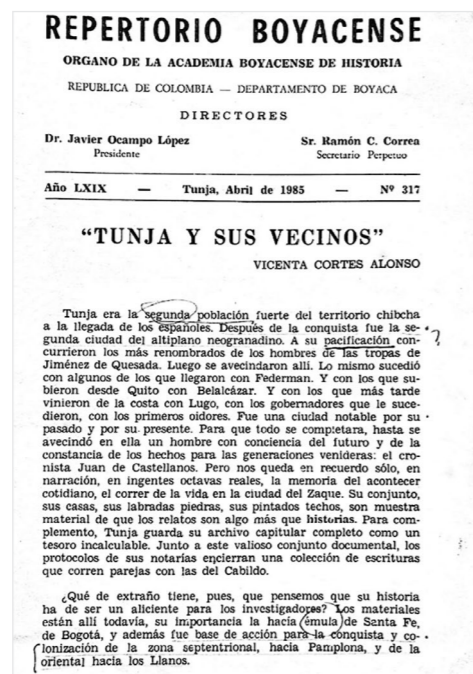 REPERTORIO BOYACENSE
ORGANO DE LA ACADEMIA BOYACENSE DE HISTORIA
REPUBLICA DE COLOMBIA — DEPARTAMENTO DE BOYACA
DIRECTORES
Dr. Javier Ocampo López
Presidente
Sr. Ramón C. Correa
Secretario Perpetuo
Año LXIX — Tunja, Abril de 1985 — Nº 317
“TUNJA Y SUS VECINOS”
VICENTA CORTES ALONSO
Tunja era la segunda población fuerte del territorio chibcha
a la llegada de los españoles. Después de la conquista fue la se-
gunda ciudad del altiplano neogranadino. A su pacificación con-
currieron los más renombrados de los hombres de las tropas de
Jiménez de Quesada. Luego se avecindaron allí. Lo mismo sucedió
con algunos de los que llegaron con Federman. Y con los que su-
bieron desde Quito con Belalcázar. Y con los que más tarde
vinieron de la costa con Lugo, con los gobernadores que le suce-
dieron, con los primeros oidores. Fue una ciudad notable por su
pasado y por su presente. Para que todo se completara, hasta se
avecindó en ella un hombre con conciencia del futuro y de la
constancia de los hechos para las generaciones venideras: el cro-
nista Juan de Castellanos. Pero nos queda en recuerdo sólo, en
narración, en ingentes octavas reales, la memoria del acontecer
cotidiano, el correr de la vida en la ciudad del Zaque. Su conjunto,
sus casas, sus labradas piedras, sus pintados techos, son muestra
material de que los relatos son algo más que historias. Para com-
plemento, Tunja guarda su archivo capitular completo como un
tesoro incalculable. Junto a este valioso conjunto documental, los
protocolos de sus notarías encierran una colección de escrituras
que corren parejas con las del Cabildo.
¿Qué de extraño tiene, pues, que pensemos que su historia
ha de ser un aliciente para los investigadores? Los materiales
están allí todavía, su importancia la hacía émula de Santa Fe,
de Bogotá, y además fue base de acción para la conquista y co-
lonización de la zona septentrional, hacia Pamplona, y de la
oriental hacia los Llanos.